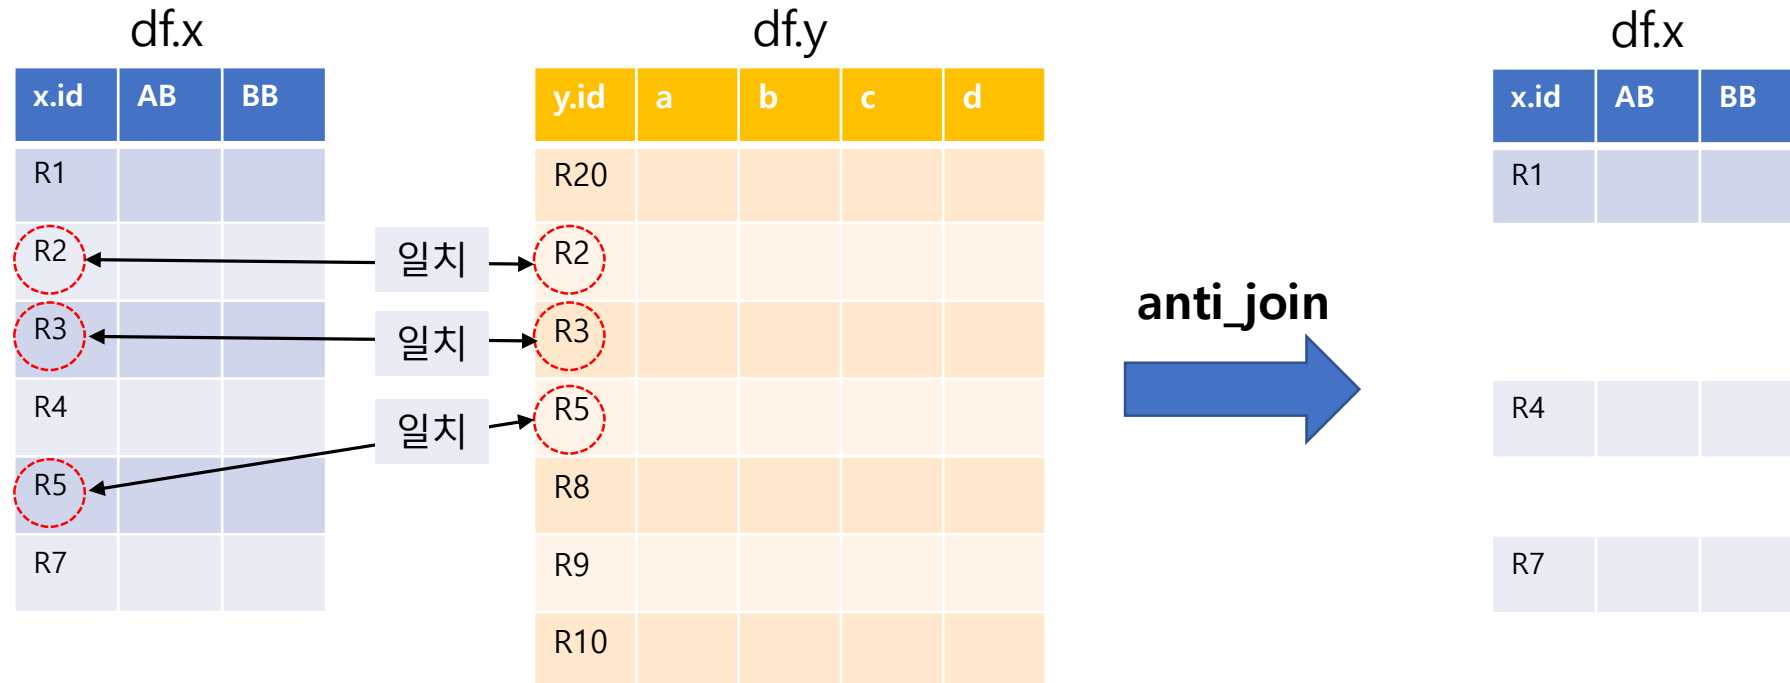 df.x
x.id AB BB
R1
R2
R3
R4
R5
R7
일치
일치
일치
df.y
y.id a b c d
R20
R2
R3
R5
R8
R9
R10
anti_join
df.x
x.id AB BB
R1
R4
R7